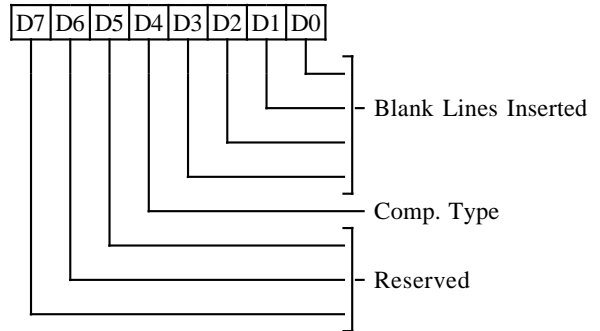 D7 D6 D5 D4 D3 D2 D1 D0
Blank Lines Inserted
Comp. Type
Reserved